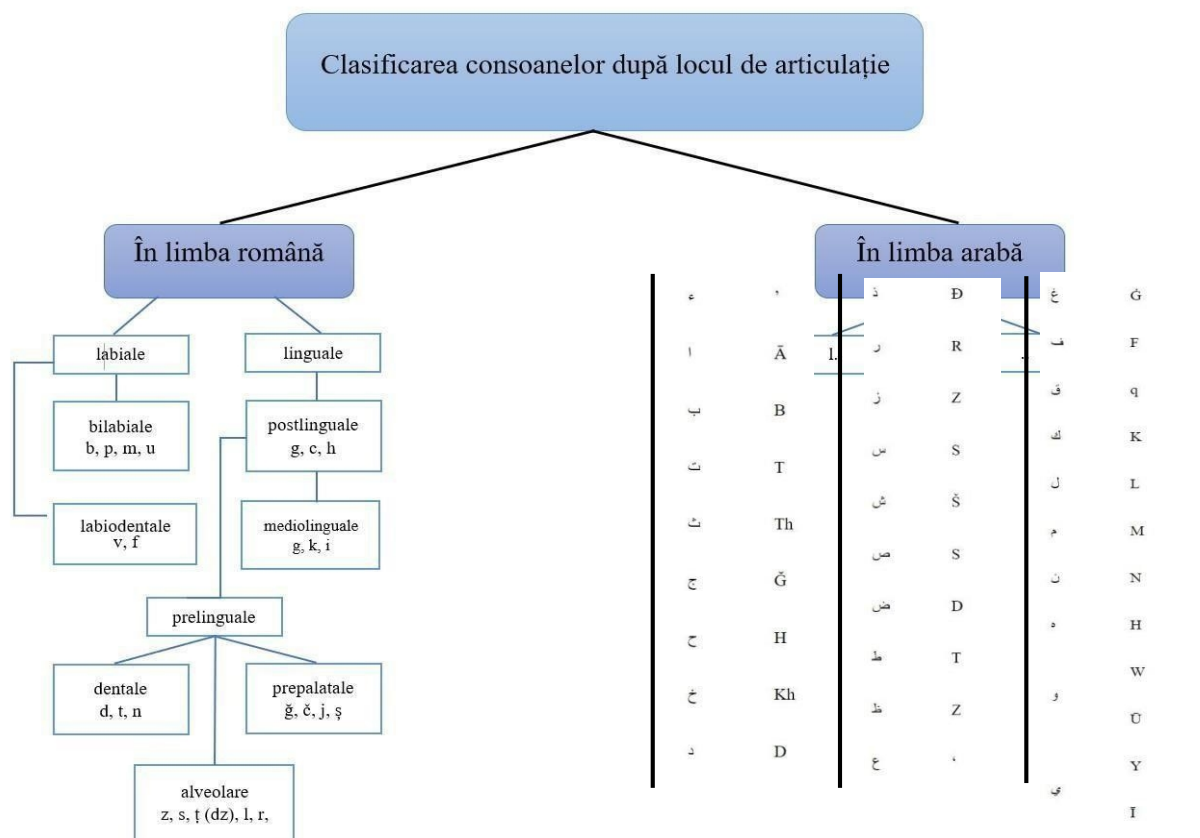 Clasificarea consoanelor după locul de articulație
În limba română
În limba arabă
labiale
linguale
bilabiale
b, p, m, u
postlinguale
g, c, h
labiodentale
v, f
mediolinguale
g, k, i
prelinguale
dentale
d, t, n
prepalatale
ğ, č, j, ş
alveolare
z, s, ț (dz), l, r,
ء ʼ
ا Ā
ب B
ت T
ث Th
ج Ğ
ح H
خ Kh
د D
l.
ذ Đ
ر R
ز Z
س S
ش Š
ص S
ض D
ط T
ظ Z
ع ʻ
غ Ġ
ف F
ق q
ك K
ل L
م M
ن N
ه H
و W
Ū
ي Y
Ī